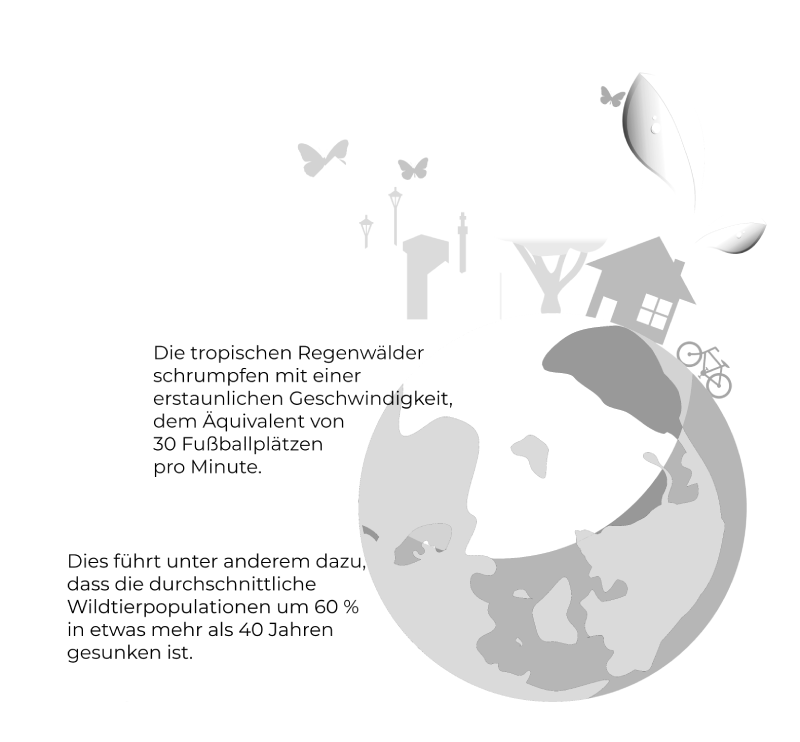 Die tropischen Regenwälder
schrumpfen mit einer
erstaunlichen Geschwindigkeit,
dem Äquivalent von
30 Fußballplätzen
pro Minute.
Dies führt unter anderem dazu,
dass die durchschnittliche
Wildtierpopulationen um 60 %
in etwas mehr als 40 Jahren
gesunken ist.